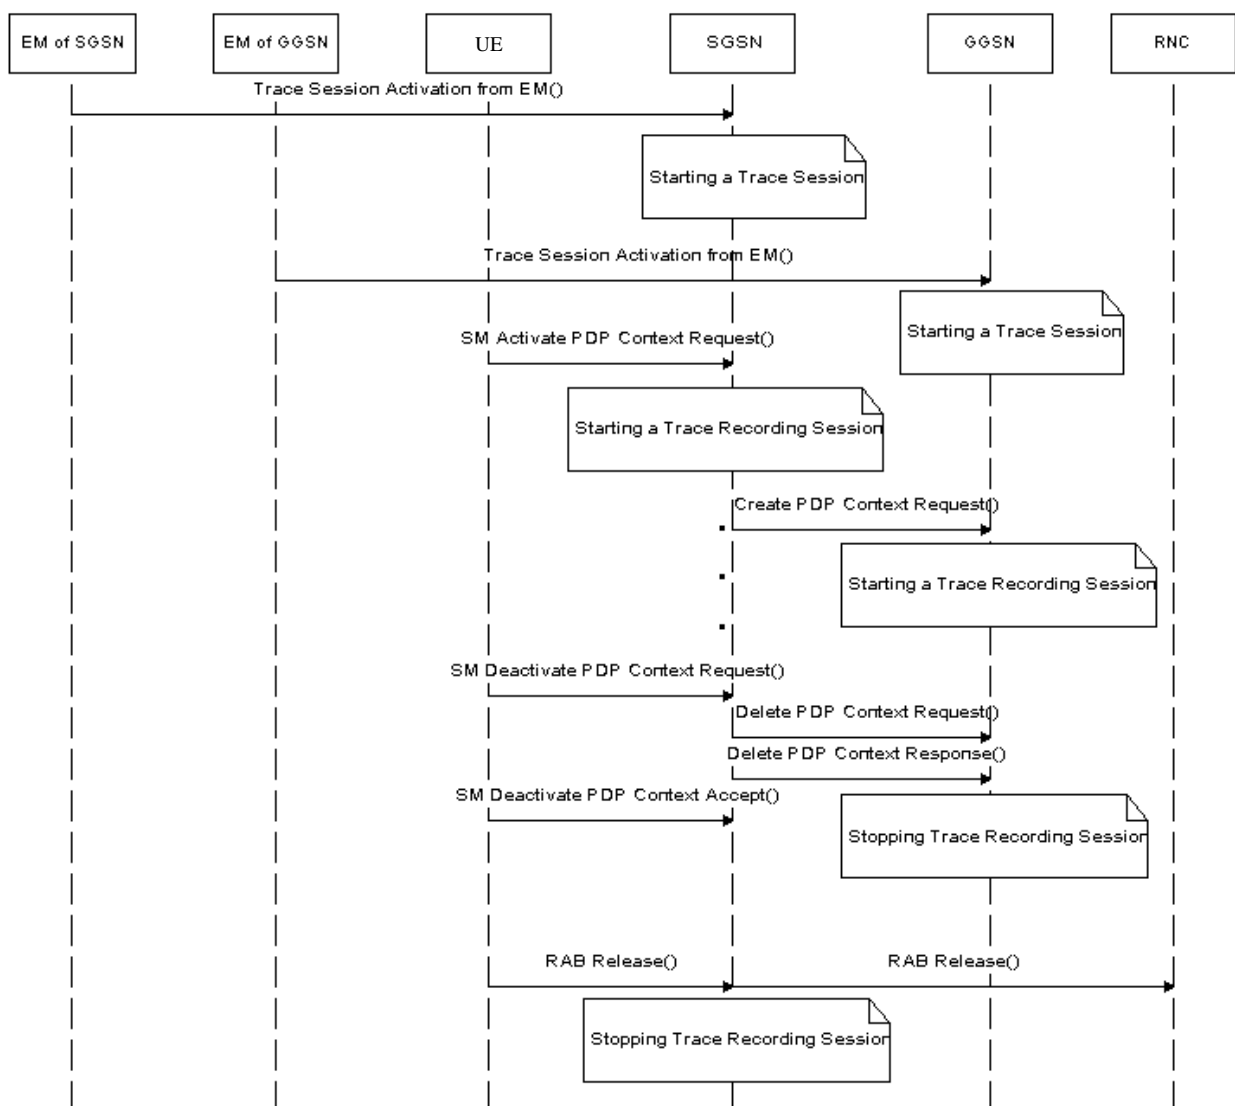 EM of SGSN
EM of GGSN
UE
SGSN
GGSN
RNC
Trace Session Activation from EM()
Starting a Trace Session
Trace Session Activation from EM()
Starting a Trace Session
SM Activate PDP Context Request()
Starting a Trace Recording Session
Create PDP Context Request()
Starting a Trace Recording Session
SM Deactivate PDP Context Request()
Delete PDP Context Request()
Delete PDP Context Response()
SM Deactivate PDP Context Accept()
Stopping Trace Recording Session
RAB Release()
RAB Release()
Stopping Trace Recording Session